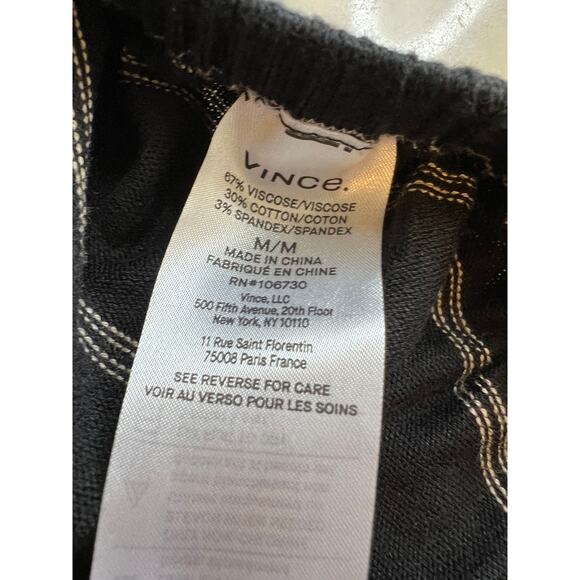 VINCE.
67% VISCOSE/VISCOSE
30% COTTON/COTON
3% SPANDEX/SPANDEX
M/M
MADE IN CHINA
FABRIQUÉ EN CHINE
RN#106730
Vince, LLC
500 Fifth Avenue, 20th Floor
New York, NY 10110
11 Rue Saint Florentin
75008 Paris France
SEE REVERSE FOR CARE
VOIR AU VERSO POUR LES SOINS